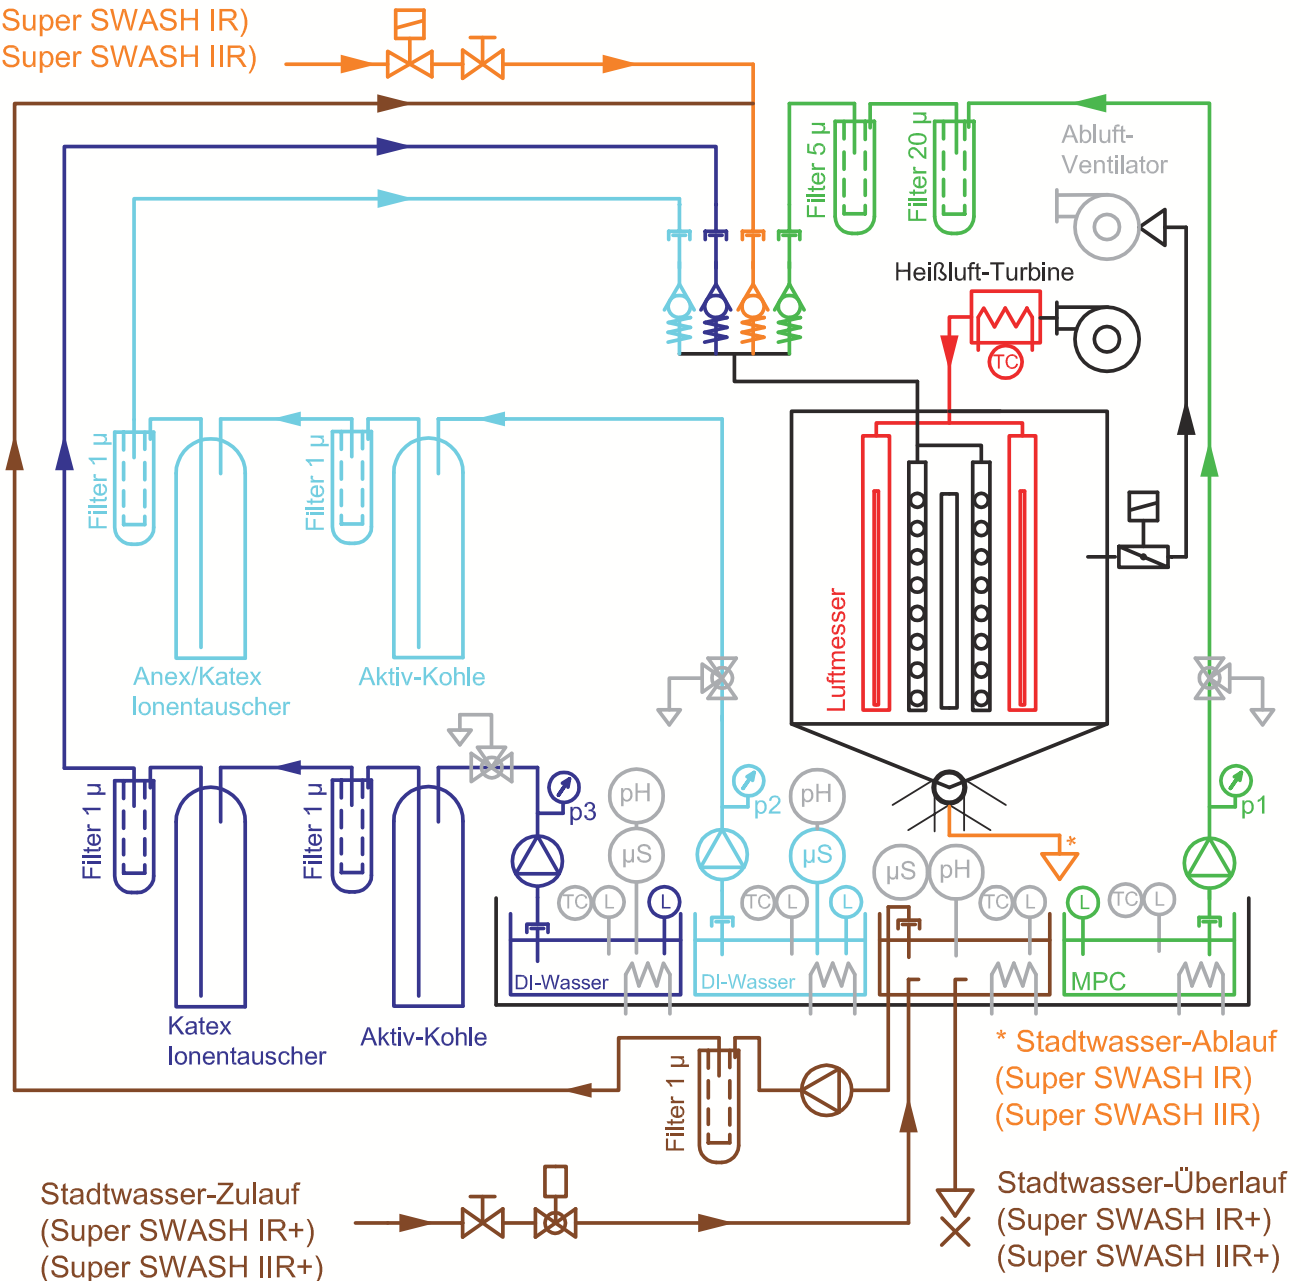 Super SWASH IR)
Super SWASH IIR)
Filter 5 µ
Filter 20 µ
Abluft-
Ventilator
Heißluft-Turbine
TC
Filter 1 µ
Filter 1 µ
Luftmesser
Anex/Katex
Ionentauscher
Aktiv-Kohle
Filter 1 µ
Filter 1 µ
p3
pH
µS
p2
pH
µS
p1
*
µS
pH
TC
L
L
TC
L
L
TC
L
L
TC
L
DI-Wasser
DI-Wasser
MPC
Katex
Ionentauscher
Aktiv-Kohle
Filter 1 µ
* Stadtwasser-Ablauf
(Super SWASH IR)
(Super SWASH IIR)
Stadtwasser-Zulauf
(Super SWASH IR+)
(Super SWASH IIR+)
Stadtwasser-Überlauf
(Super SWASH IR+)
(Super SWASH IIR+)